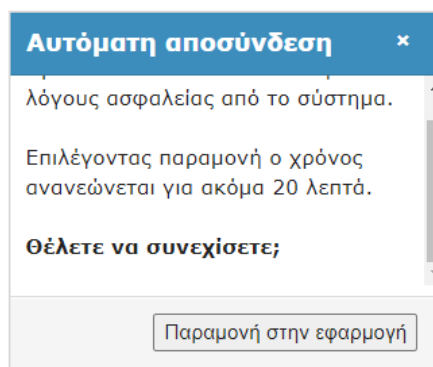 Αυτόματη αποσύνδεση ×
λόγους ασφαλείας από το σύστημα.
Επιλέγοντας παραμονή ο χρόνος
ανανεώνεται για ακόμα 20 λεπτά.
Θέλετε να συνεχίσετε;
Παραμονή στην εφαρμογή